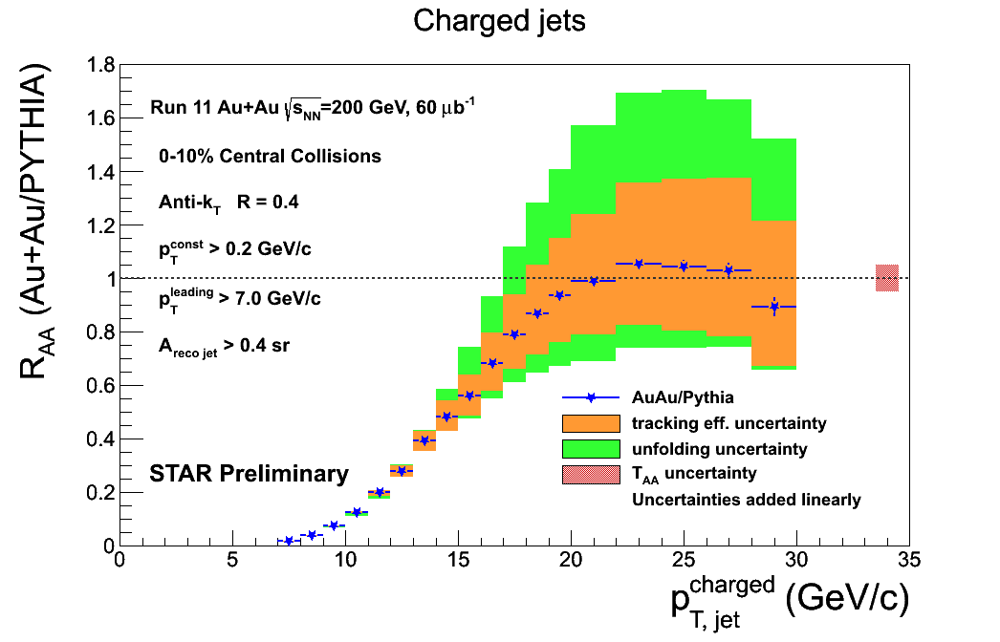 Charged jets
R_AA (Au+Au/PYTHIA)
1.8
1.6
1.4
1.2
1
0.8
0.6
0.4
0.2
0
Run 11 Au+Au √s_NN=200 GeV, 60 μb⁻¹
0-10% Central Collisions
Anti-k_T R = 0.4
p_T^const > 0.2 GeV/c
p_T^leading > 7.0 GeV/c
A_reco jet > 0.4 sr
STAR Preliminary
AuAu/Pythia
tracking eff. uncertainty
unfolding uncertainty
T_AA uncertainty
Uncertainties added linearly
0 5 10 15 20 25 30 35
p_T, jet^charged (GeV/c)